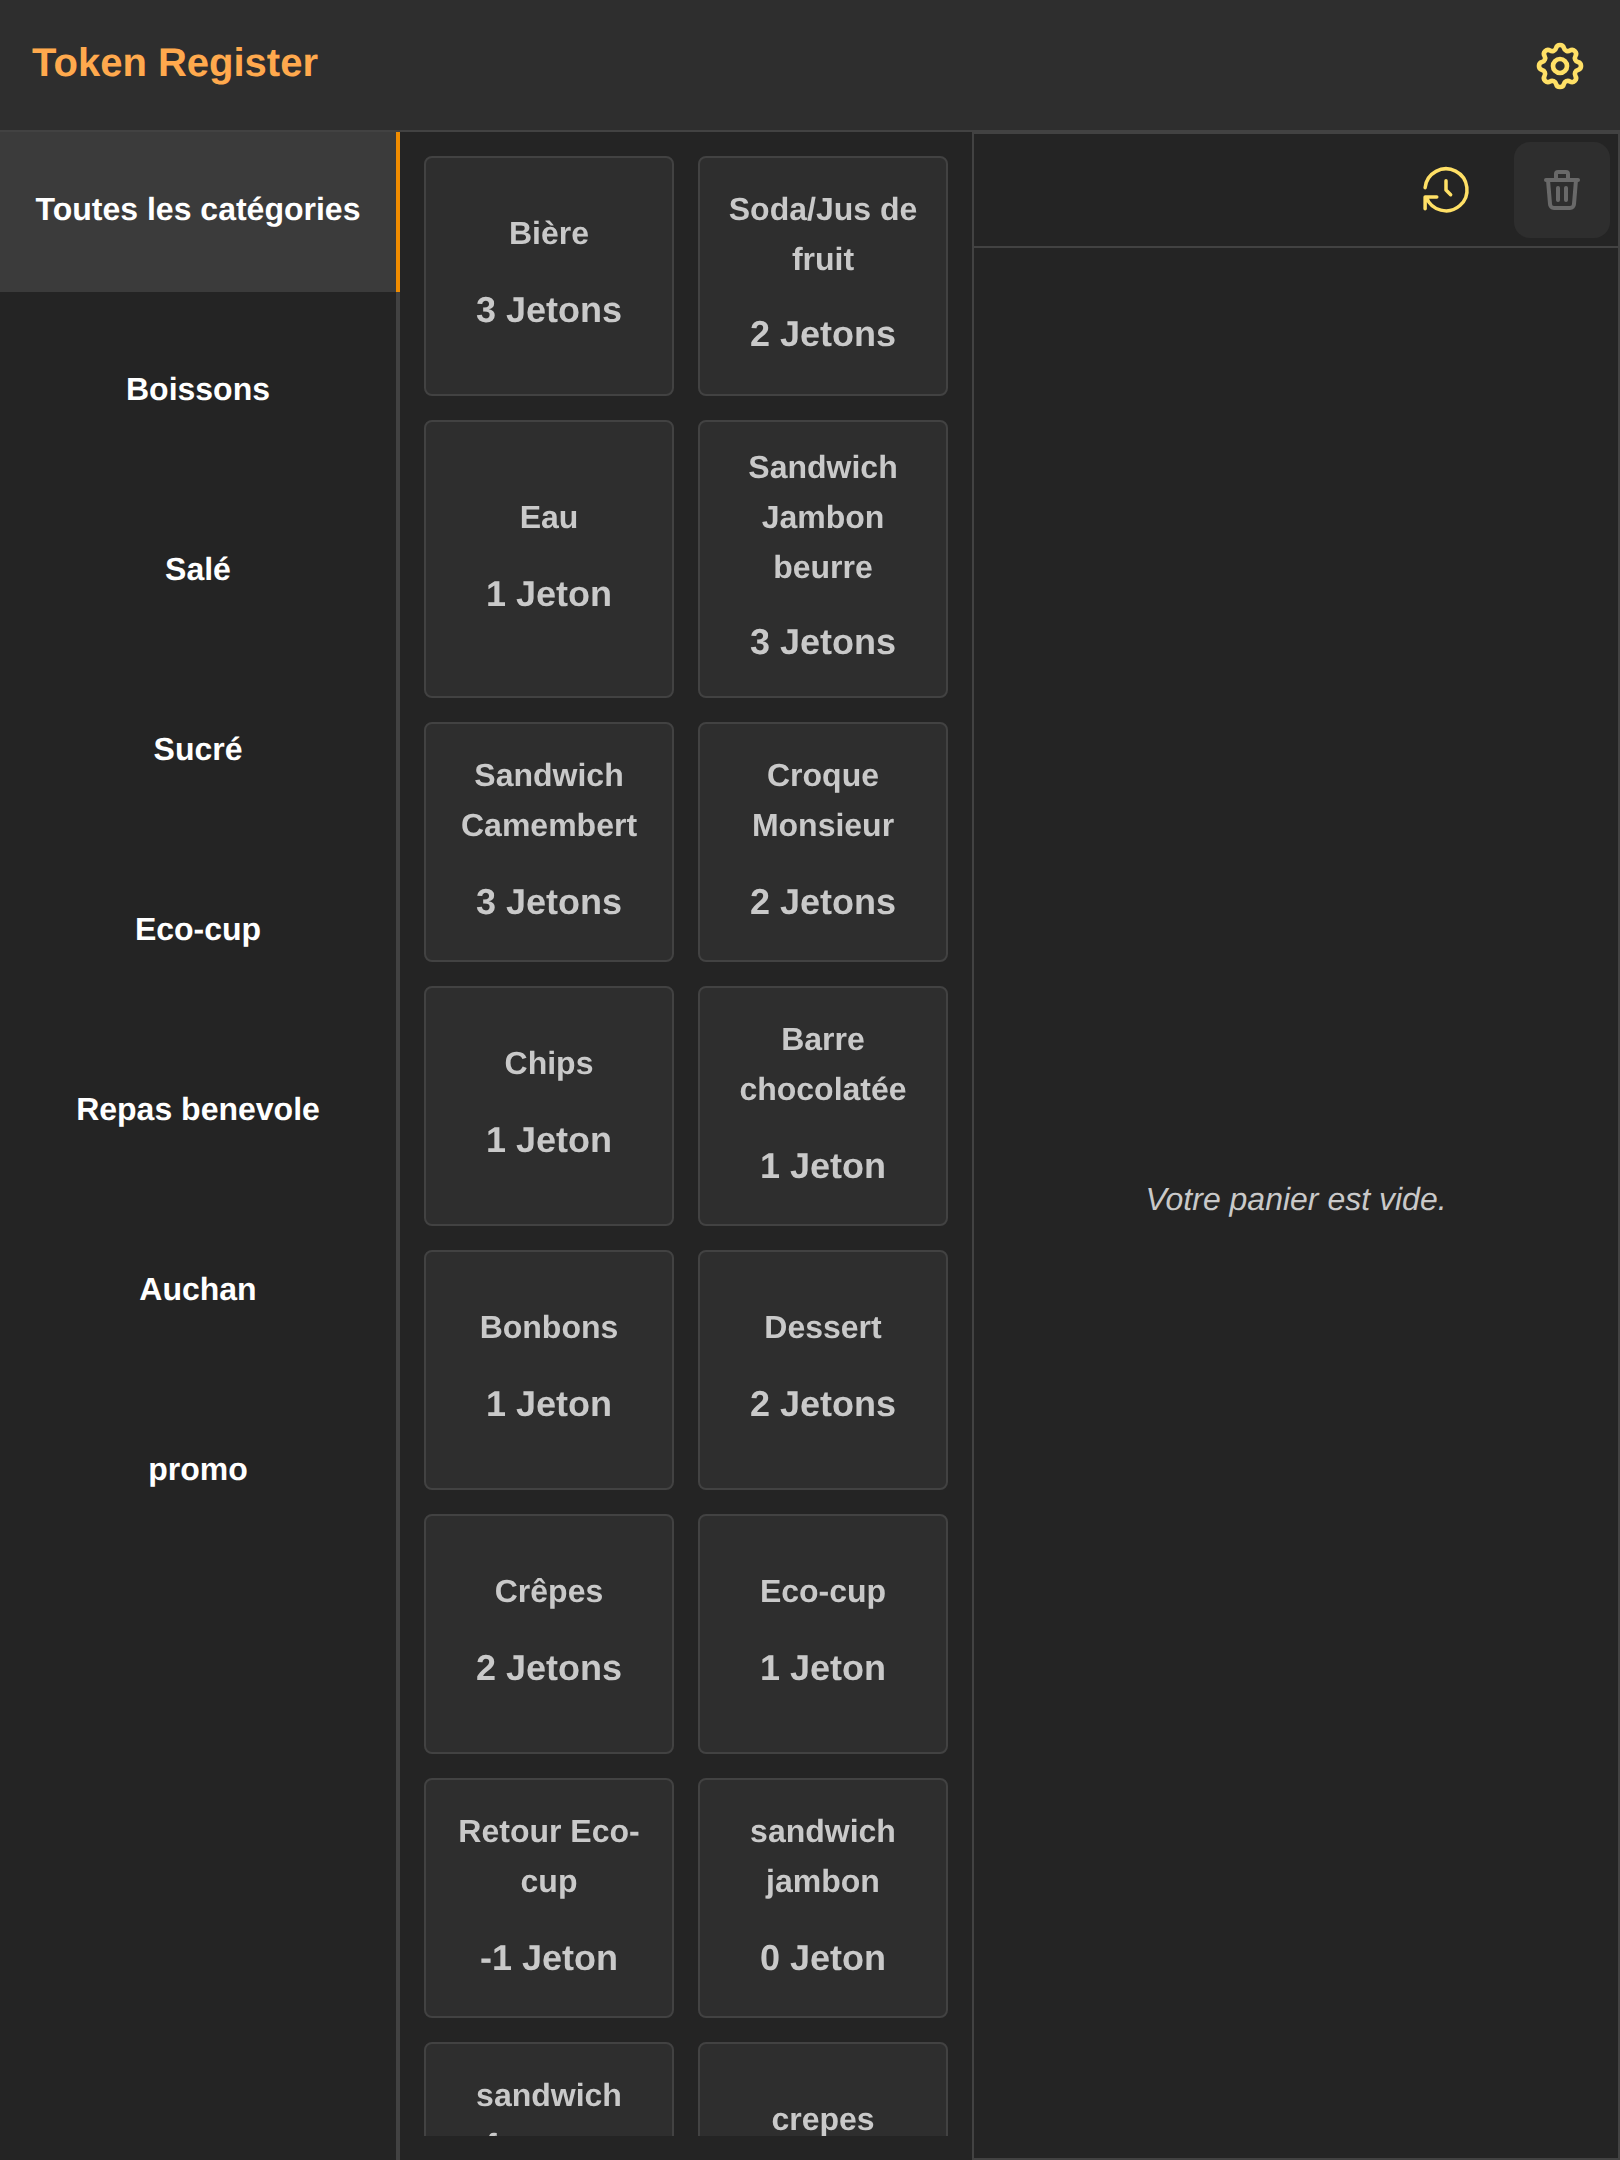 Token Register
Toutes les catégories
Boissons
Salé
Sucré
Eco-cup
Repas benevole
Auchan
promo
Bière
3 Jetons
Soda/Jus de
fruit
2 Jetons
Eau
1 Jeton
Sandwich
Jambon
beurre
3 Jetons
Sandwich
Camembert
3 Jetons
Croque
Monsieur
2 Jetons
Chips
1 Jeton
Barre
chocolatée
1 Jeton
Bonbons
1 Jeton
Dessert
2 Jetons
Crêpes
2 Jetons
Eco-cup
1 Jeton
Retour Eco-
cup
-1 Jeton
sandwich
jambon
0 Jeton
sandwich
crepes
Votre panier est vide.